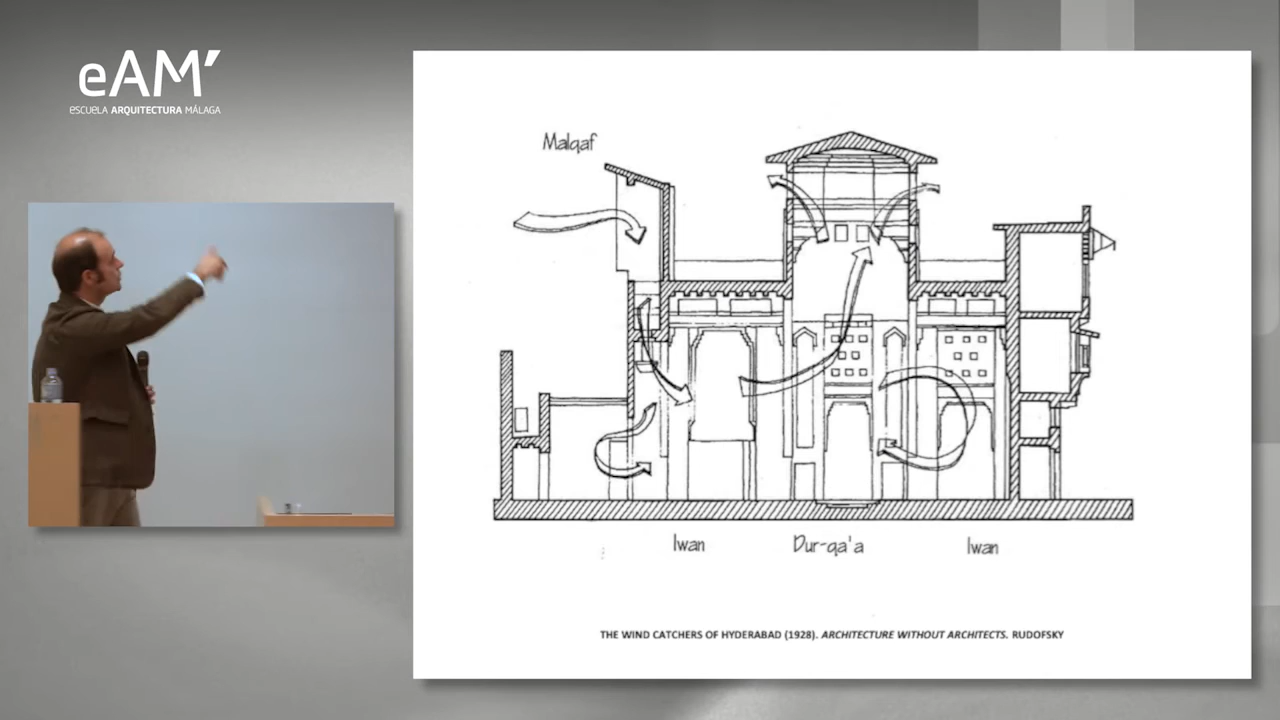 eAM'
ESCUELA ARQUITECTURA MÁLAGA
Malqaf
Iwan
Dur-qa'a
Iwan
THE WIND CATCHERS OF HYDERABAD (1928). ARCHITECTURE WITHOUT ARCHITECTS. RUDOFSKY